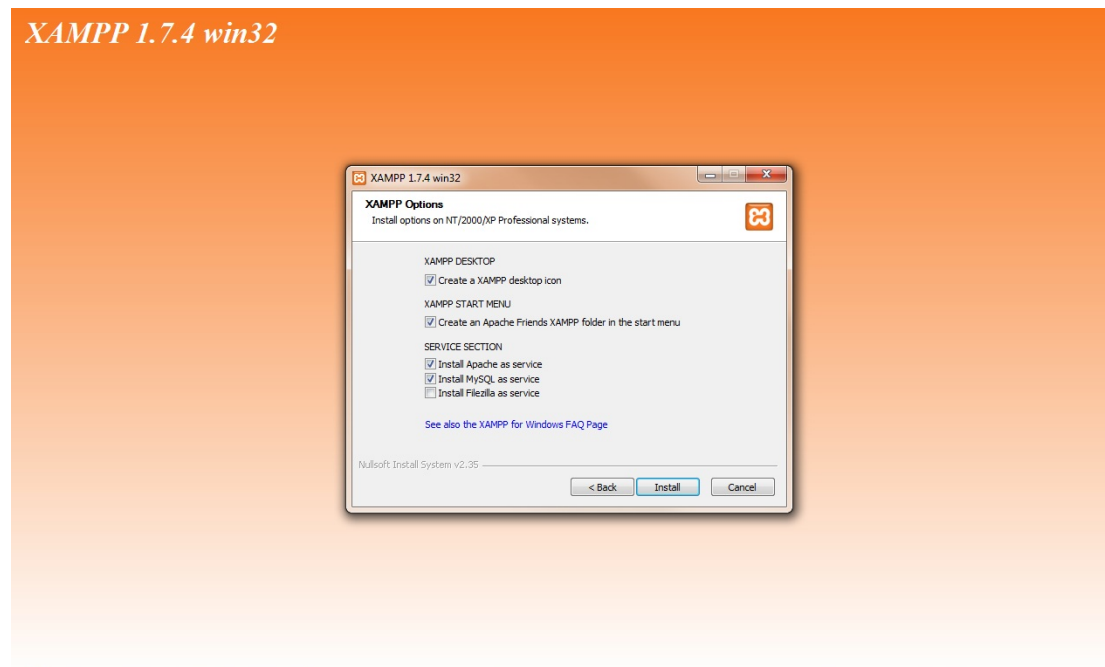 XAMPP 1.7.4 win32
XAMPP 1.7.4 win32
XAMPP Options
Install options on NT/2000/XP Professional systems.
XAMPP DESKTOP
Create a XAMPP desktop icon
XAMPP START MENU
Create an Apache Friends XAMPP folder in the start menu
SERVICE SECTION
Install Apache as service
Install MySQL as service
Install Filezilla as service
See also the XAMPP for Windows FAQ Page
Nullsoft Install System v2.35
< Back Install Cancel